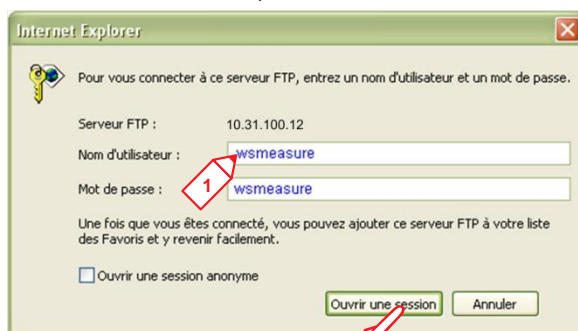 Internet Explorer
Pour vous connecter à ce serveur FTP, entrez un nom d'utilisateur et un mot de passe.
Serveur FTP :
10.31.100.12
Nom d'utilisateur :
wsmeasure
Mot de passe :
1
wsmeasure
Une fois que vous êtes connecté, vous pouvez ajouter ce serveur FTP à votre liste
des Favoris et y revenir facilement.
Ouvrir une session anonyme
Ouvrir une session
Annuler